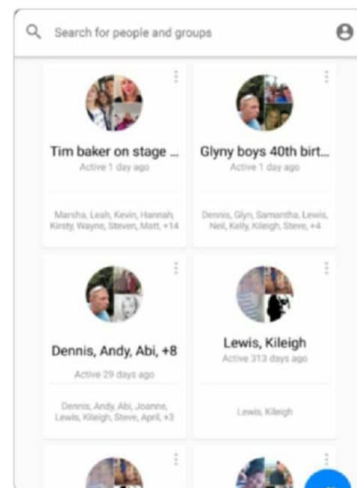 Search for people and groups
Tim baker on stage ...
Active 1 day ago
Marsha, Leah, Kevin, Hannah,
Kirsty, Wayne, Steven, Matt, +14
Glyny boys 40th birt...
Active 1 day ago
Dennis, Glyn, Samantha, Lewis,
Neil, Kelly, Kileigh, Steve, +4
Dennis, Andy, Abi, +8
Active 29 days ago
Dennis, Andy, Abi, Joanne,
Lewis, Kileigh, Steve, April, +3
Lewis, Kileigh
Active 313 days ago
Lewis, Kileigh